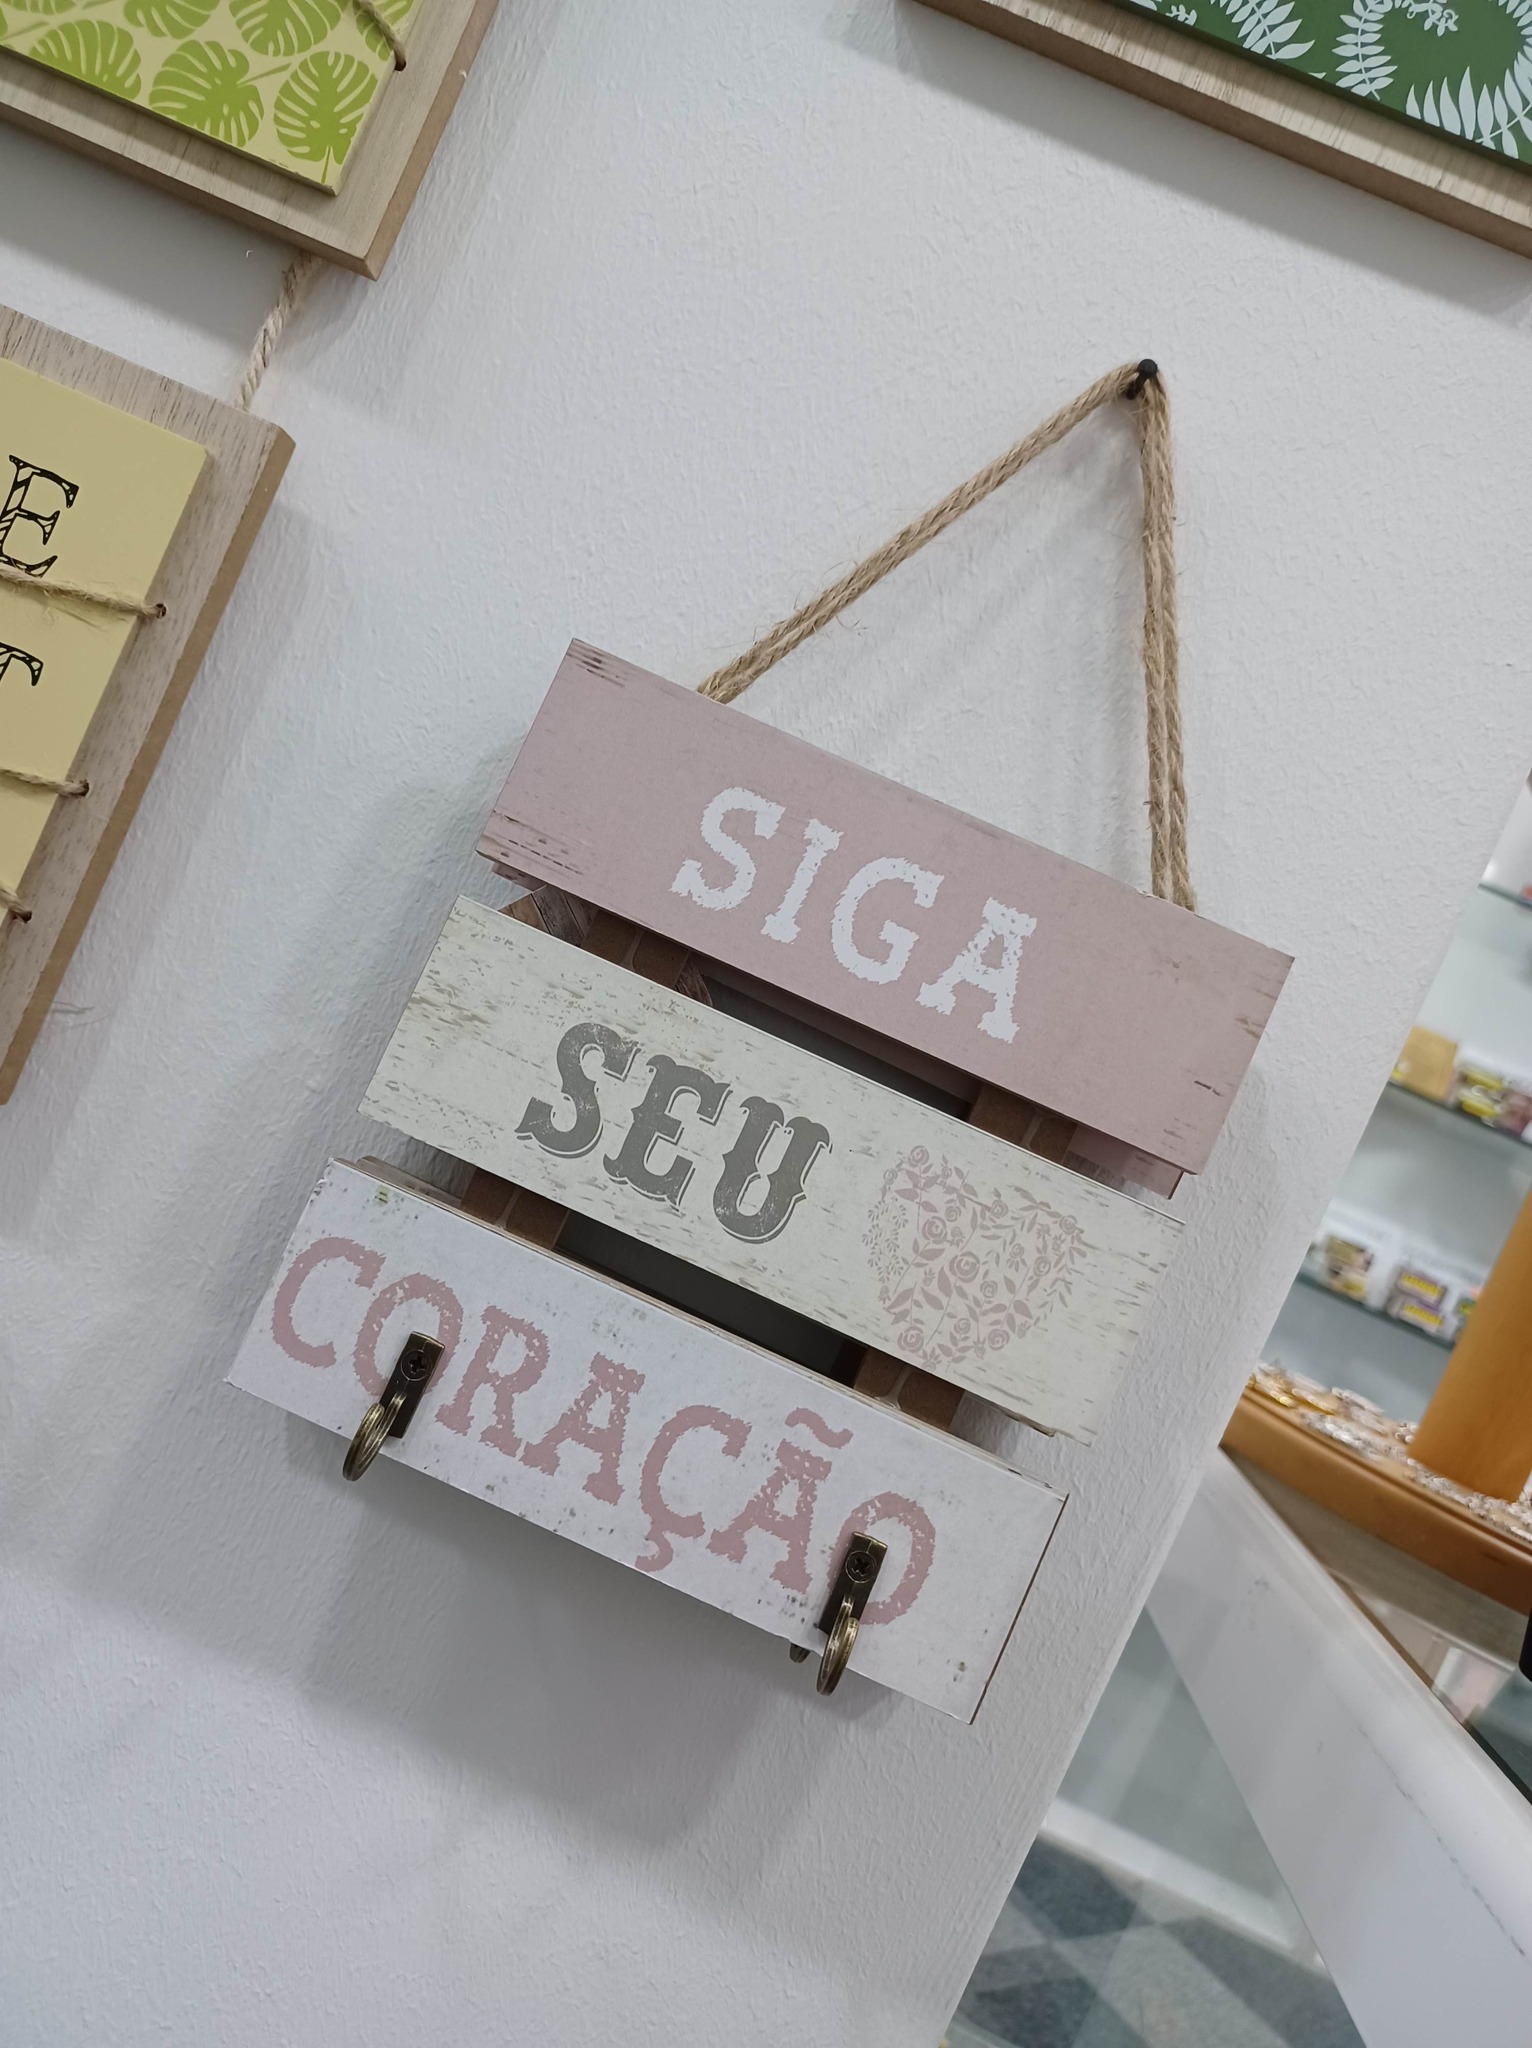 E
T
SIGA
SEU
CORAÇÃO